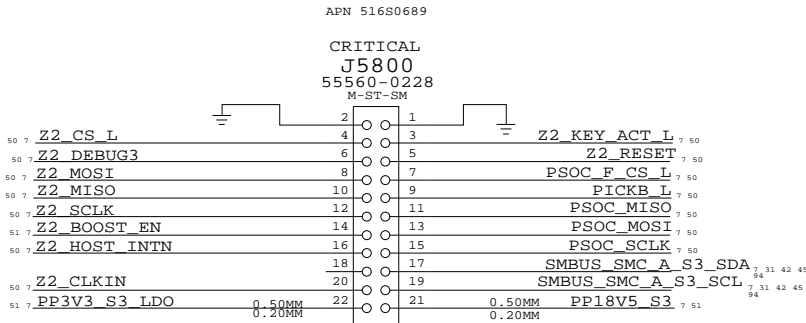 APN 516S0689
CRITICAL
J5800
55560-0228
M-ST-SM
2 1
50 7 Z2_CS_L 4 3 Z2_KEY_ACT_L 7 50
50 7 Z2_DEBUG3 6 5 Z2_RESET 7 50
50 7 Z2_MOSI 8 7 PSOC_F_CS_L 7 50
50 7 Z2_MISO 10 9 PICKB_L 7 50
50 7 Z2_SCLK 12 11 PSOC_MISO 7 50
51 7 Z2_BOOST_EN 14 13 PSOC_MOSI 7 50
50 7 Z2_HOST_INTN 16 15 PSOC_SCLK 7 50
18 17 SMBUS_SMC_A_S3_SDA 7 31 42 45 94
50 7 Z2_CLKIN 20 19 SMBUS_SMC_A_S3_SCL 7 31 42 45 94
51 7 PP3V3_S3_LDO 0.50MM 22 21 0.50MM PP18V5_S3 7 51
0.20MM 0.20MM